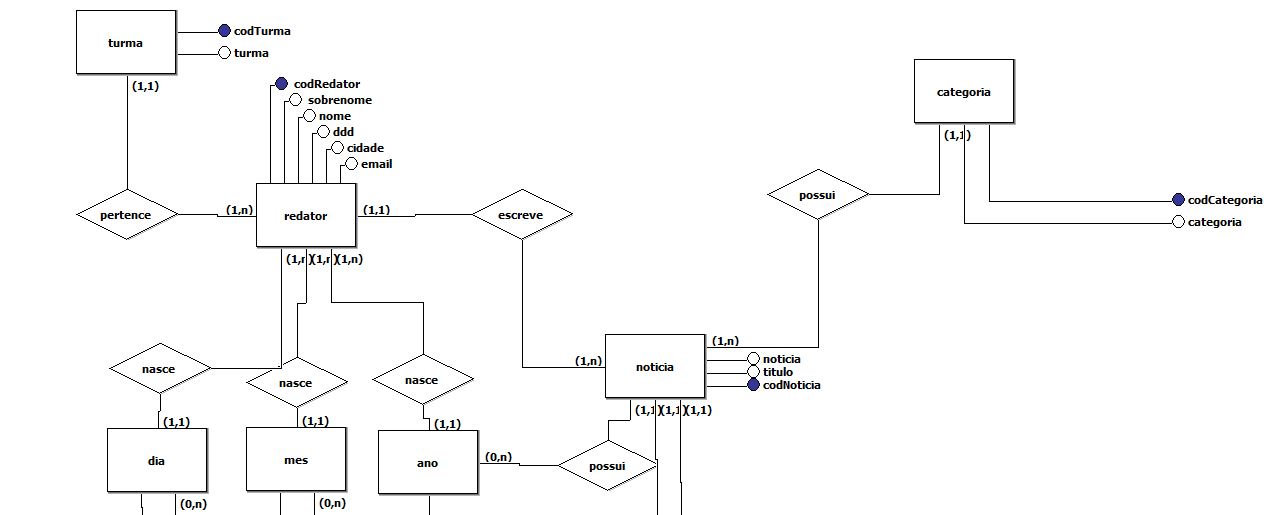 turma
codTurma
turma
(1,1)
codRedator
sobrenome
nome
ddd
cidade
email
categoria
(1,1)
codCategoria
categoria
pertence
(1,n)
redator
(1,1)
escreve
possui
(1,n)
(1,n)
(1,n)
(1,n)
noticia
(1,n)
noticia
titulo
codNoticia
nasce
nasce
nasce
(1,1)
(1,1)
(1,1)
(1,1)
(1,1)
(1,1)
dia
mes
ano
(0,n)
possui
(0,n)
(0,n)